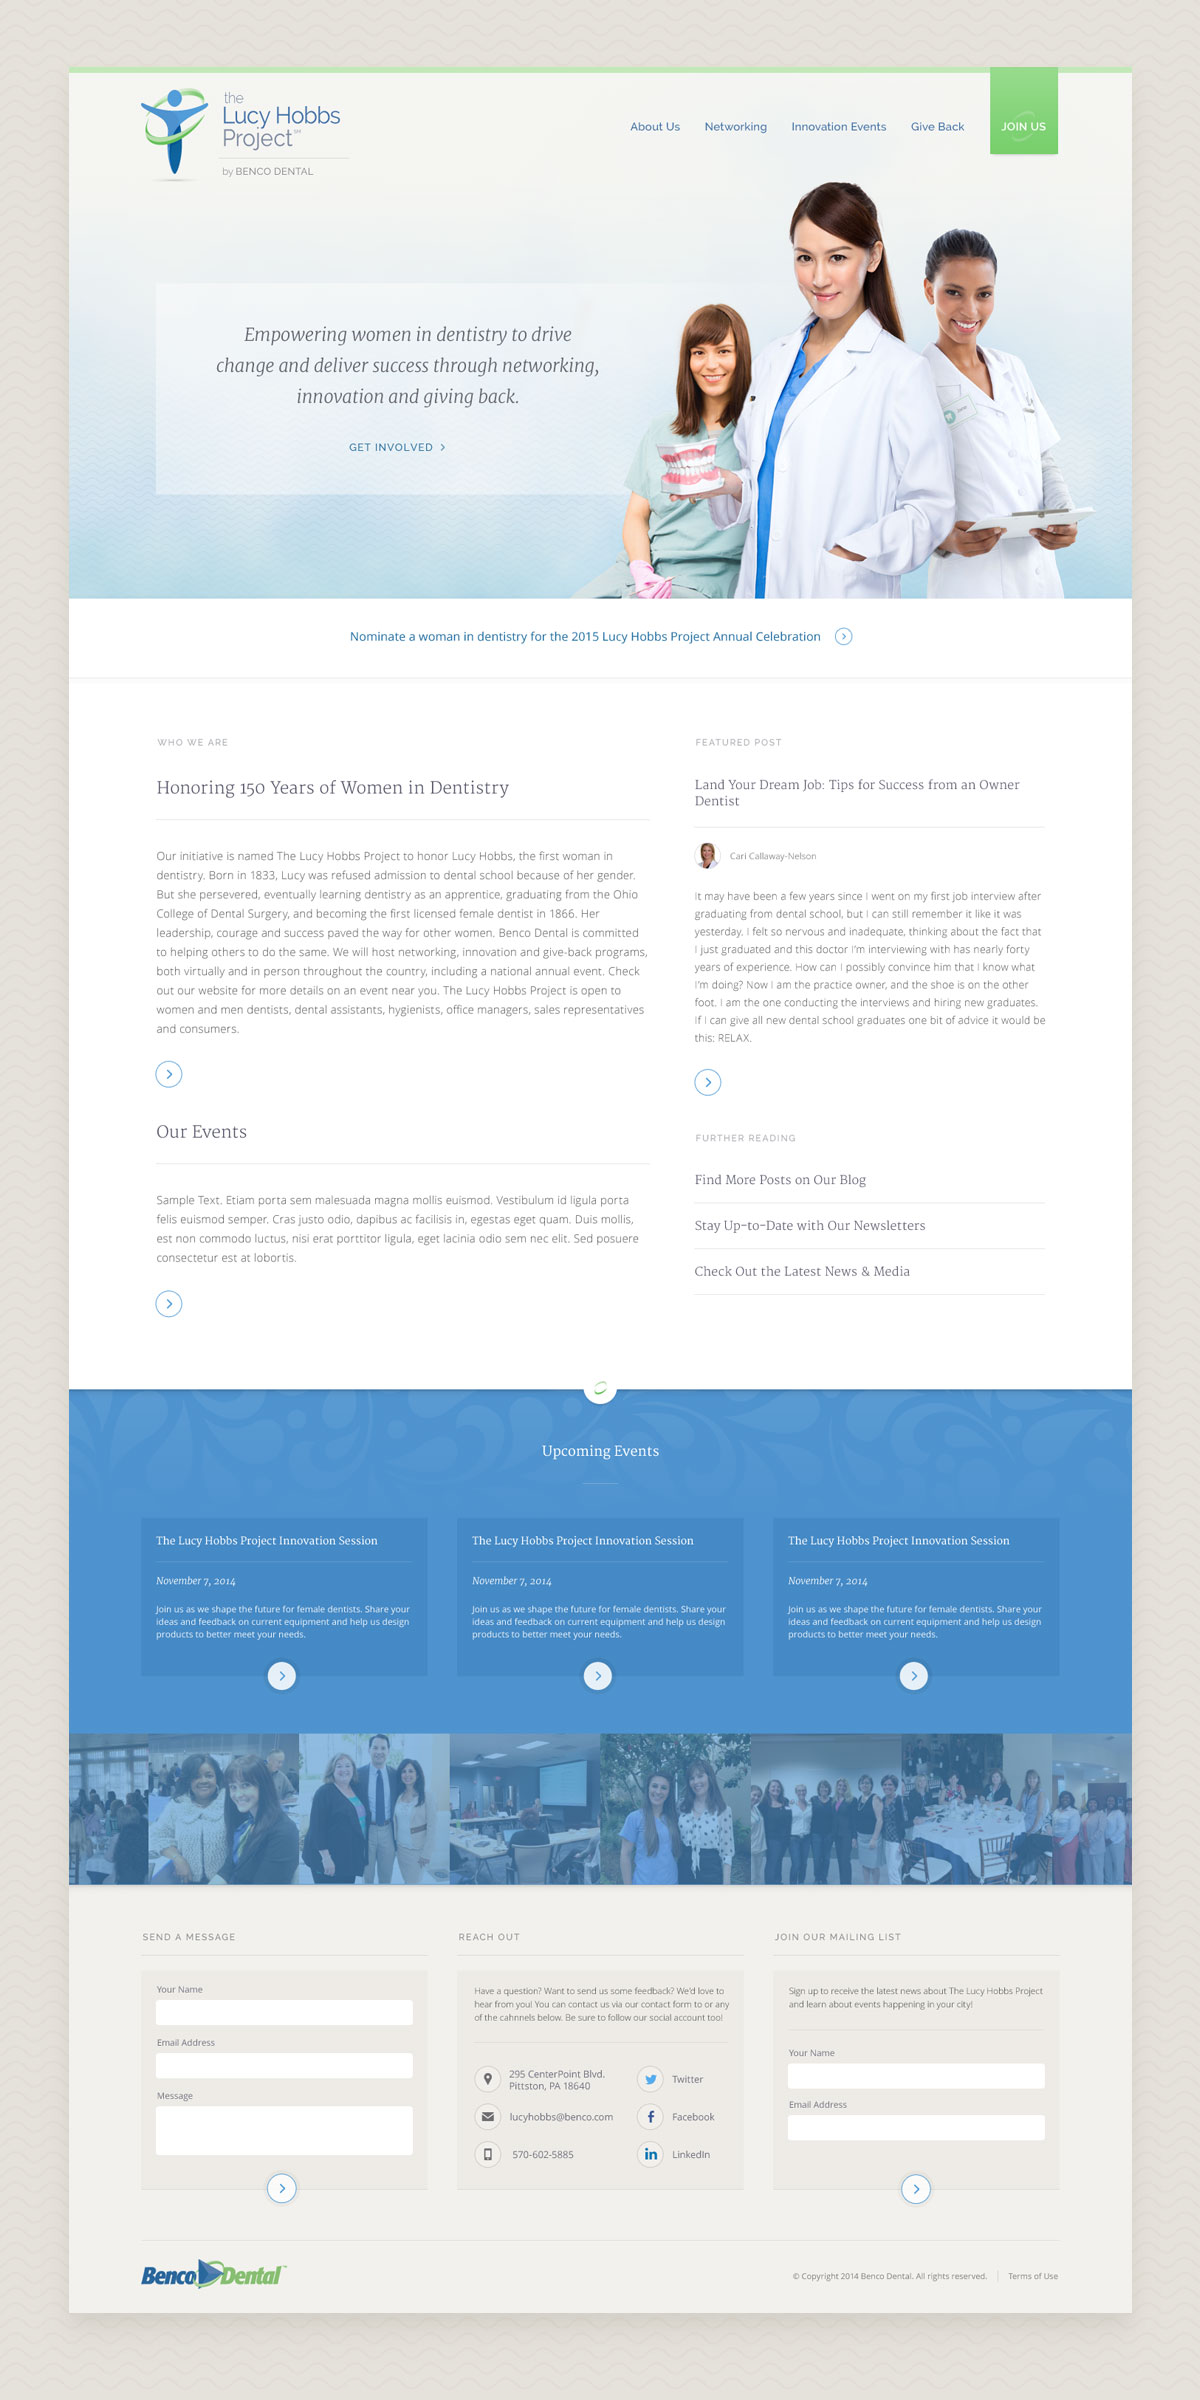 the
Lucy Hobbs
Project℠
by BENCO DENTAL
About Us
Networking
Innovation Events
Give Back
JOIN US
Empowering women in dentistry to drive
change and deliver success through networking,
innovation and giving back.
GET INVOLVED
Nominate a woman in dentistry for the 2015 Lucy Hobbs Project Annual Celebration
WHO WE ARE
Honoring 150 Years of Women in Dentistry
Our initiative is named The Lucy Hobbs Project to honor Lucy Hobbs, the first woman in
dentistry. Born in 1833, Lucy was refused admission to dental school because of her gender.
But she persevered, eventually learning dentistry as an apprentice, graduating from the Ohio
College of Dental Surgery, and becoming the first licensed female dentist in 1866. Her
leadership, courage and success paved the way for other women. Benco Dental is committed
to helping others to do the same. We will host networking, innovation and give-back programs,
both virtually and in person throughout the country, including a national annual event. Check
out our website for more details on an event near you. The Lucy Hobbs Project is open to
women and men dentists, dental assistants, hygienists, office managers, sales representatives
and consumers.
Our Events
Sample Text. Etiam porta sem malesuada magna mollis euismod. Vestibulum id ligula porta
felis euismod semper. Cras justo odio, dapibus ac facilisis in, egestas eget quam. Duis mollis,
est non commodo luctus, nisi erat porttitor ligula, eget lacinia odio sem nec elit. Sed posuere
consectetur est at lobortis.
FEATURED POST
Land Your Dream Job: Tips for Success from an Owner
Dentist
Cari Callaway-Nelson
It may have been a few years since I went on my first job interview after
graduating from dental school, but I can still remember it like it was
yesterday. I felt so nervous and inadequate, thinking about the fact that
I just graduated and this doctor I'm interviewing with has nearly forty
years of experience. How can I possibly convince him that I know what
I'm doing? Now I am the practice owner, and the shoe is on the other
foot. I am the one conducting the interviews and hiring new graduates.
If I can give all new dental school graduates one bit of advice it would be
this: RELAX.
FURTHER READING
Find More Posts on Our Blog
Stay Up-to-Date with Our Newsletters
Check Out the Latest News & Media
Upcoming Events
The Lucy Hobbs Project Innovation Session
November 7, 2014
Join us as we shape the future for female dentists. Share your
ideas and feedback on current equipment and help us design
products to better meet your needs.
The Lucy Hobbs Project Innovation Session
November 7, 2014
Join us as we shape the future for female dentists. Share your
ideas and feedback on current equipment and help us design
products to better meet your needs.
The Lucy Hobbs Project Innovation Session
November 7, 2014
Join us as we shape the future for female dentists. Share your
ideas and feedback on current equipment and help us design
products to better meet your needs.
SEND A MESSAGE
Your Name
Email Address
Message
REACH OUT
Have a question? Want to send us some feedback? We'd love to
hear from you! You can contact us via our contact form to or any
of the cahnnels below. Be sure to follow our social account too!
295 CenterPoint Blvd.
Pittston, PA 18640
lucyhobbs@benco.com
570-602-5885
Twitter
Facebook
LinkedIn
JOIN OUR MAILING LIST
Sign up to receive the latest news about The Lucy Hobbs Project
and learn about events happening in your city!
Your Name
Email Address
Benco Dental™
© Copyright 2014 Benco Dental. All rights reserved.
Terms of Use